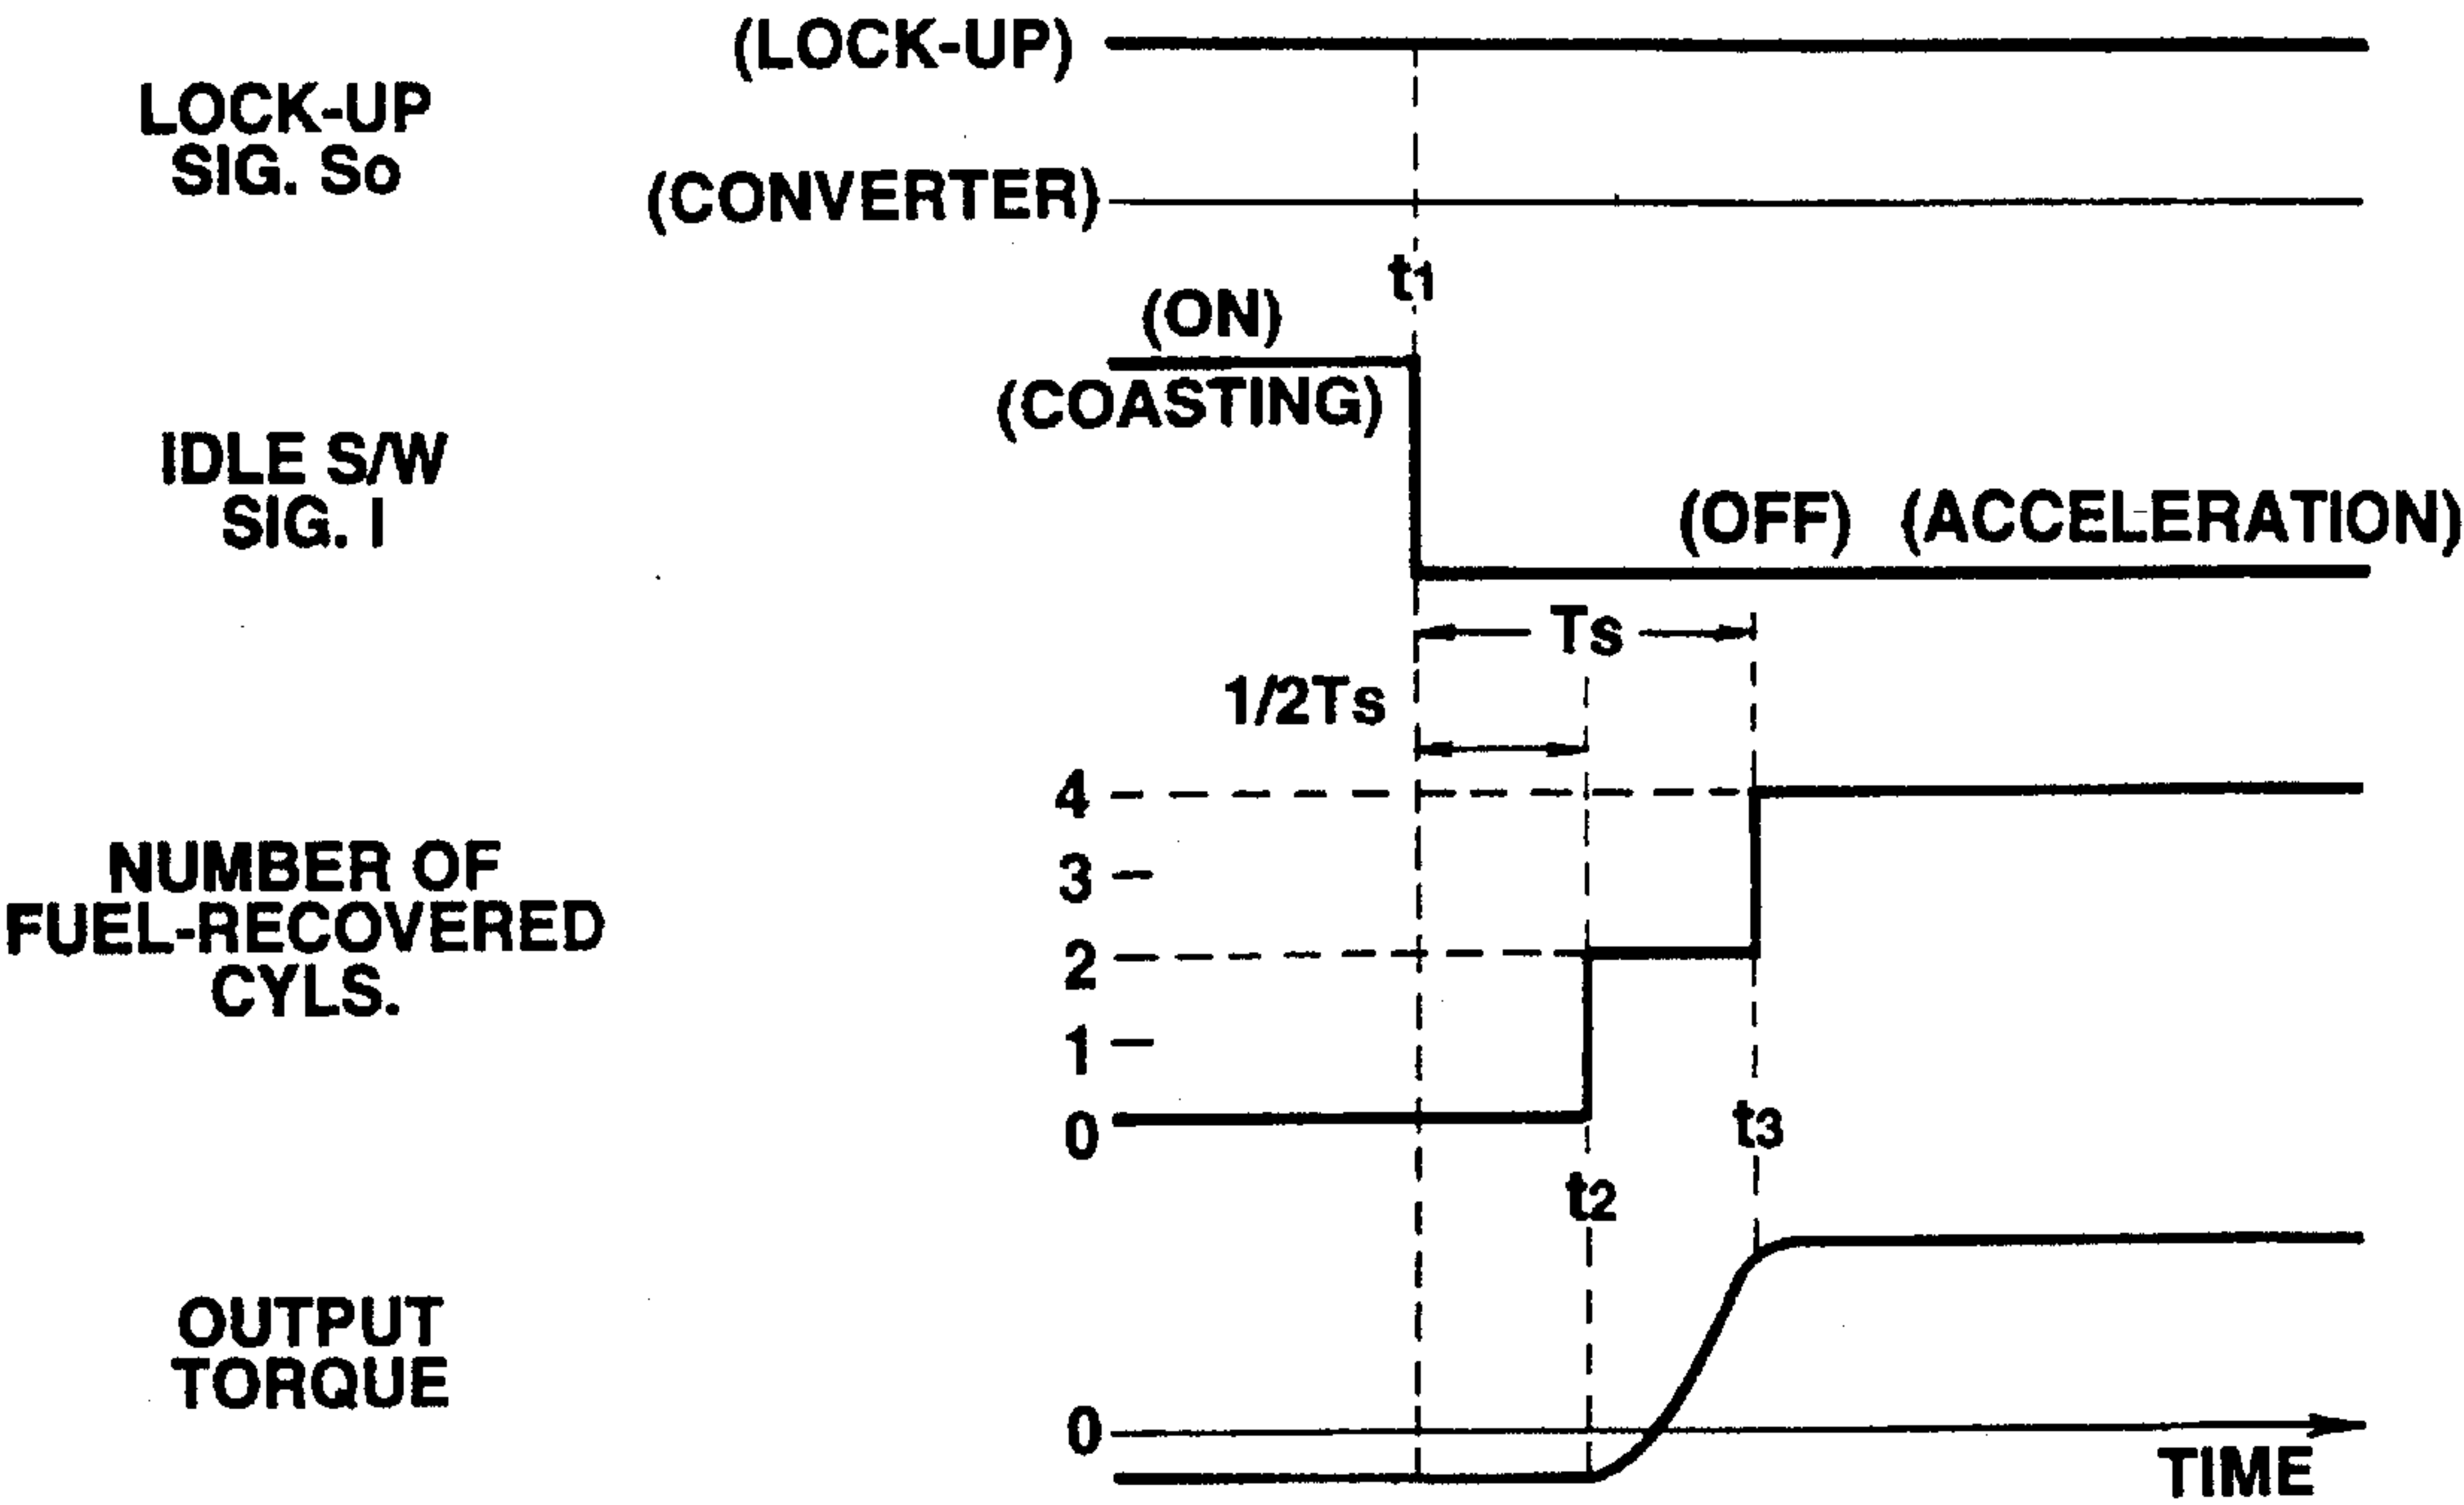 (LOCK-UP)
LOCK-UP
SIG. So
(CONVERTER)
t1
(ON)
(COASTING)
IDLE S/W
SIG. I
(OFF) (ACCELERATION)
Ts
1/2Ts
4
3
NUMBER OF
FUEL-RECOVERED
CYLS.
2
1
0
t3
t2
OUTPUT
TORQUE
0
TIME